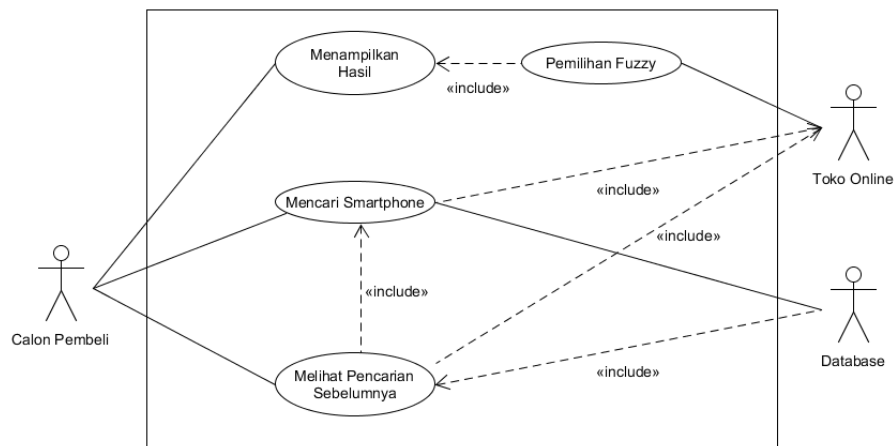 Menampilkan
Hasil
Pemilihan Fuzzy
«include»
Toko Online
Mencari Smartphone
«include»
«include»
«include»
Calon Pembeli
Database
Melihat Pencarian
Sebelumnya
«include»